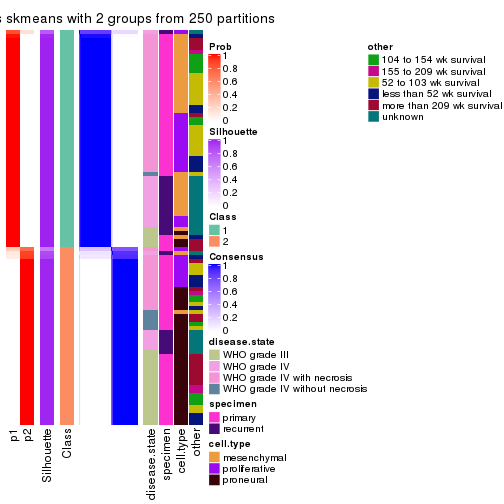 s skmeans with 2 groups from 250 partitions
Prob
1
0.8
0.6
0.4
0.2
0
Silhouette
1
0.8
0.6
0.4
0.2
0
Class
1
2
Consensus
1
0.8
0.6
0.4
0.2
0
disease.state
WHO grade III
WHO grade IV
WHO grade IV with necrosis
WHO grade IV without necrosis
specimen
primary
recurrent
cell.type
mesenchymal
proliferative
proneural
other
104 to 154 wk survival
155 to 209 wk survival
52 to 103 wk survival
less than 52 wk survival
more than 209 wk survival
unknown
p1
p2
Silhouette
Class
disease.state
specimen
cell.type
other